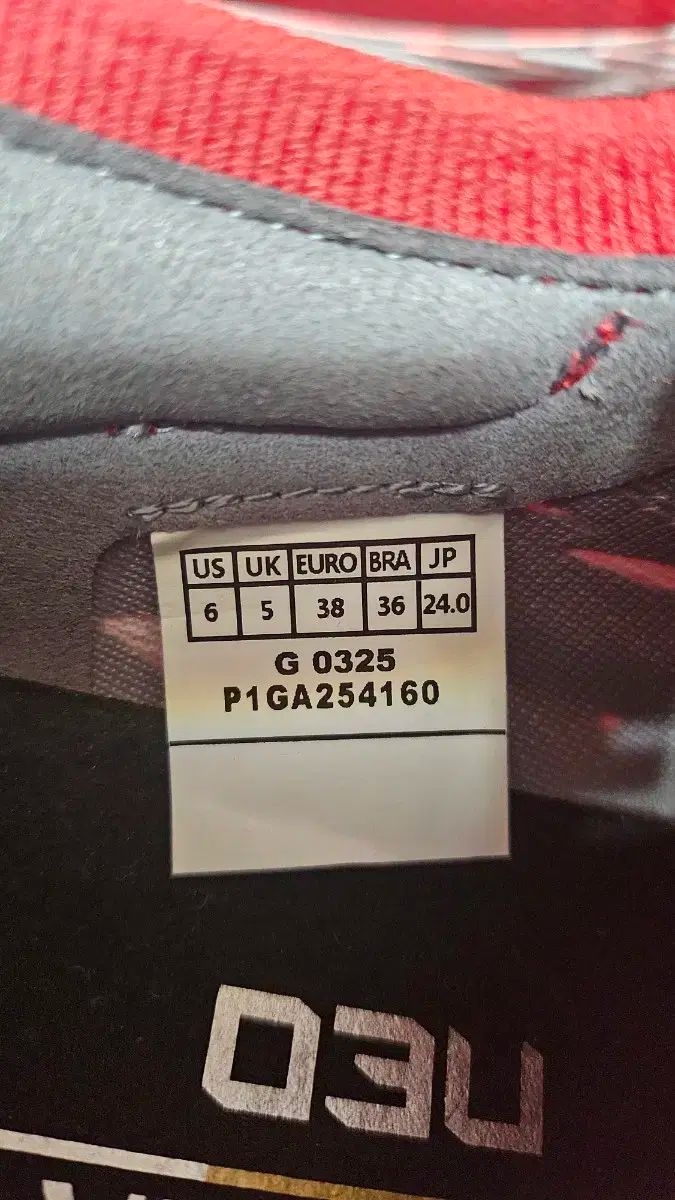 US UK EURO BRA JP
6 5 38 36 24.0
G 0325
P1GA254160